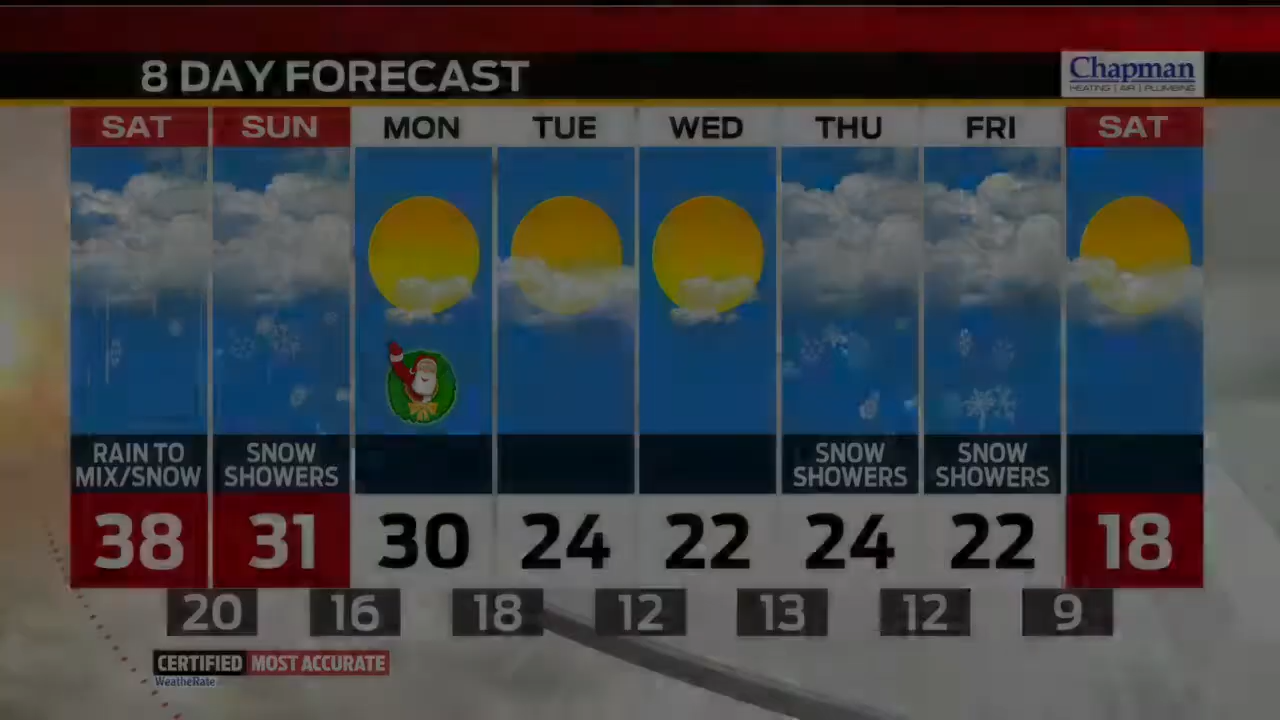 8 DAY FORECAST
Chapman
HEATING | AIR | PLUMBING
SAT SUN MON TUE WED THU FRI SAT
RAIN TO MIX/SNOW
SNOW SHOWERS
SNOW SHOWERS
SNOW SHOWERS
38 31 30 24 22 24 22 18
20 16 18 12 13 12 9
CERTIFIED MOST ACCURATE
WeatheRate